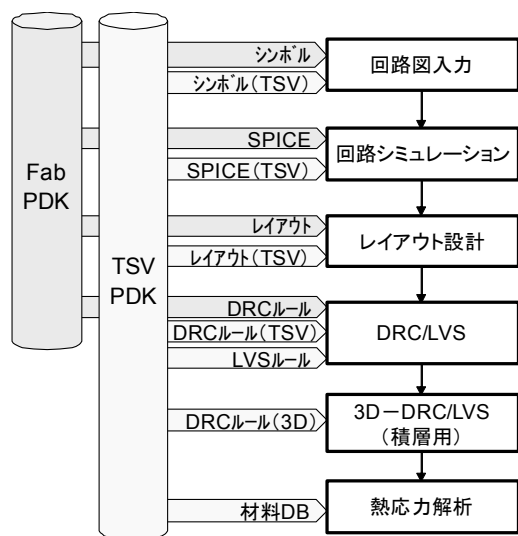 シンボル
シンボル(TSV)
回路図入力
SPICE
SPICE(TSV)
回路シミュレーション
Fab
PDK
レイアウト
レイアウト(TSV)
レイアウト設計
TSV
PDK
DRCルール
DRCルール(TSV)
LVSルール
DRC/LVS
DRCルール(3D)
3D－DRC/LVS
(積層用)
材料DB
熱応力解析